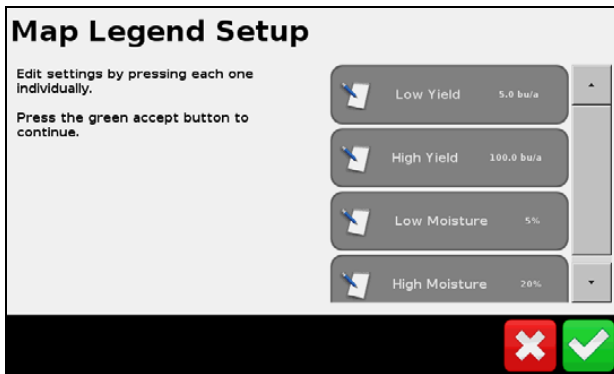 Map Legend Setup
Edit settings by pressing each one
individually.
Press the green accept button to
continue.
Low Yield 5.0 bu/a
High Yield 100.0 bu/a
Low Moisture 5%
High Moisture 20%